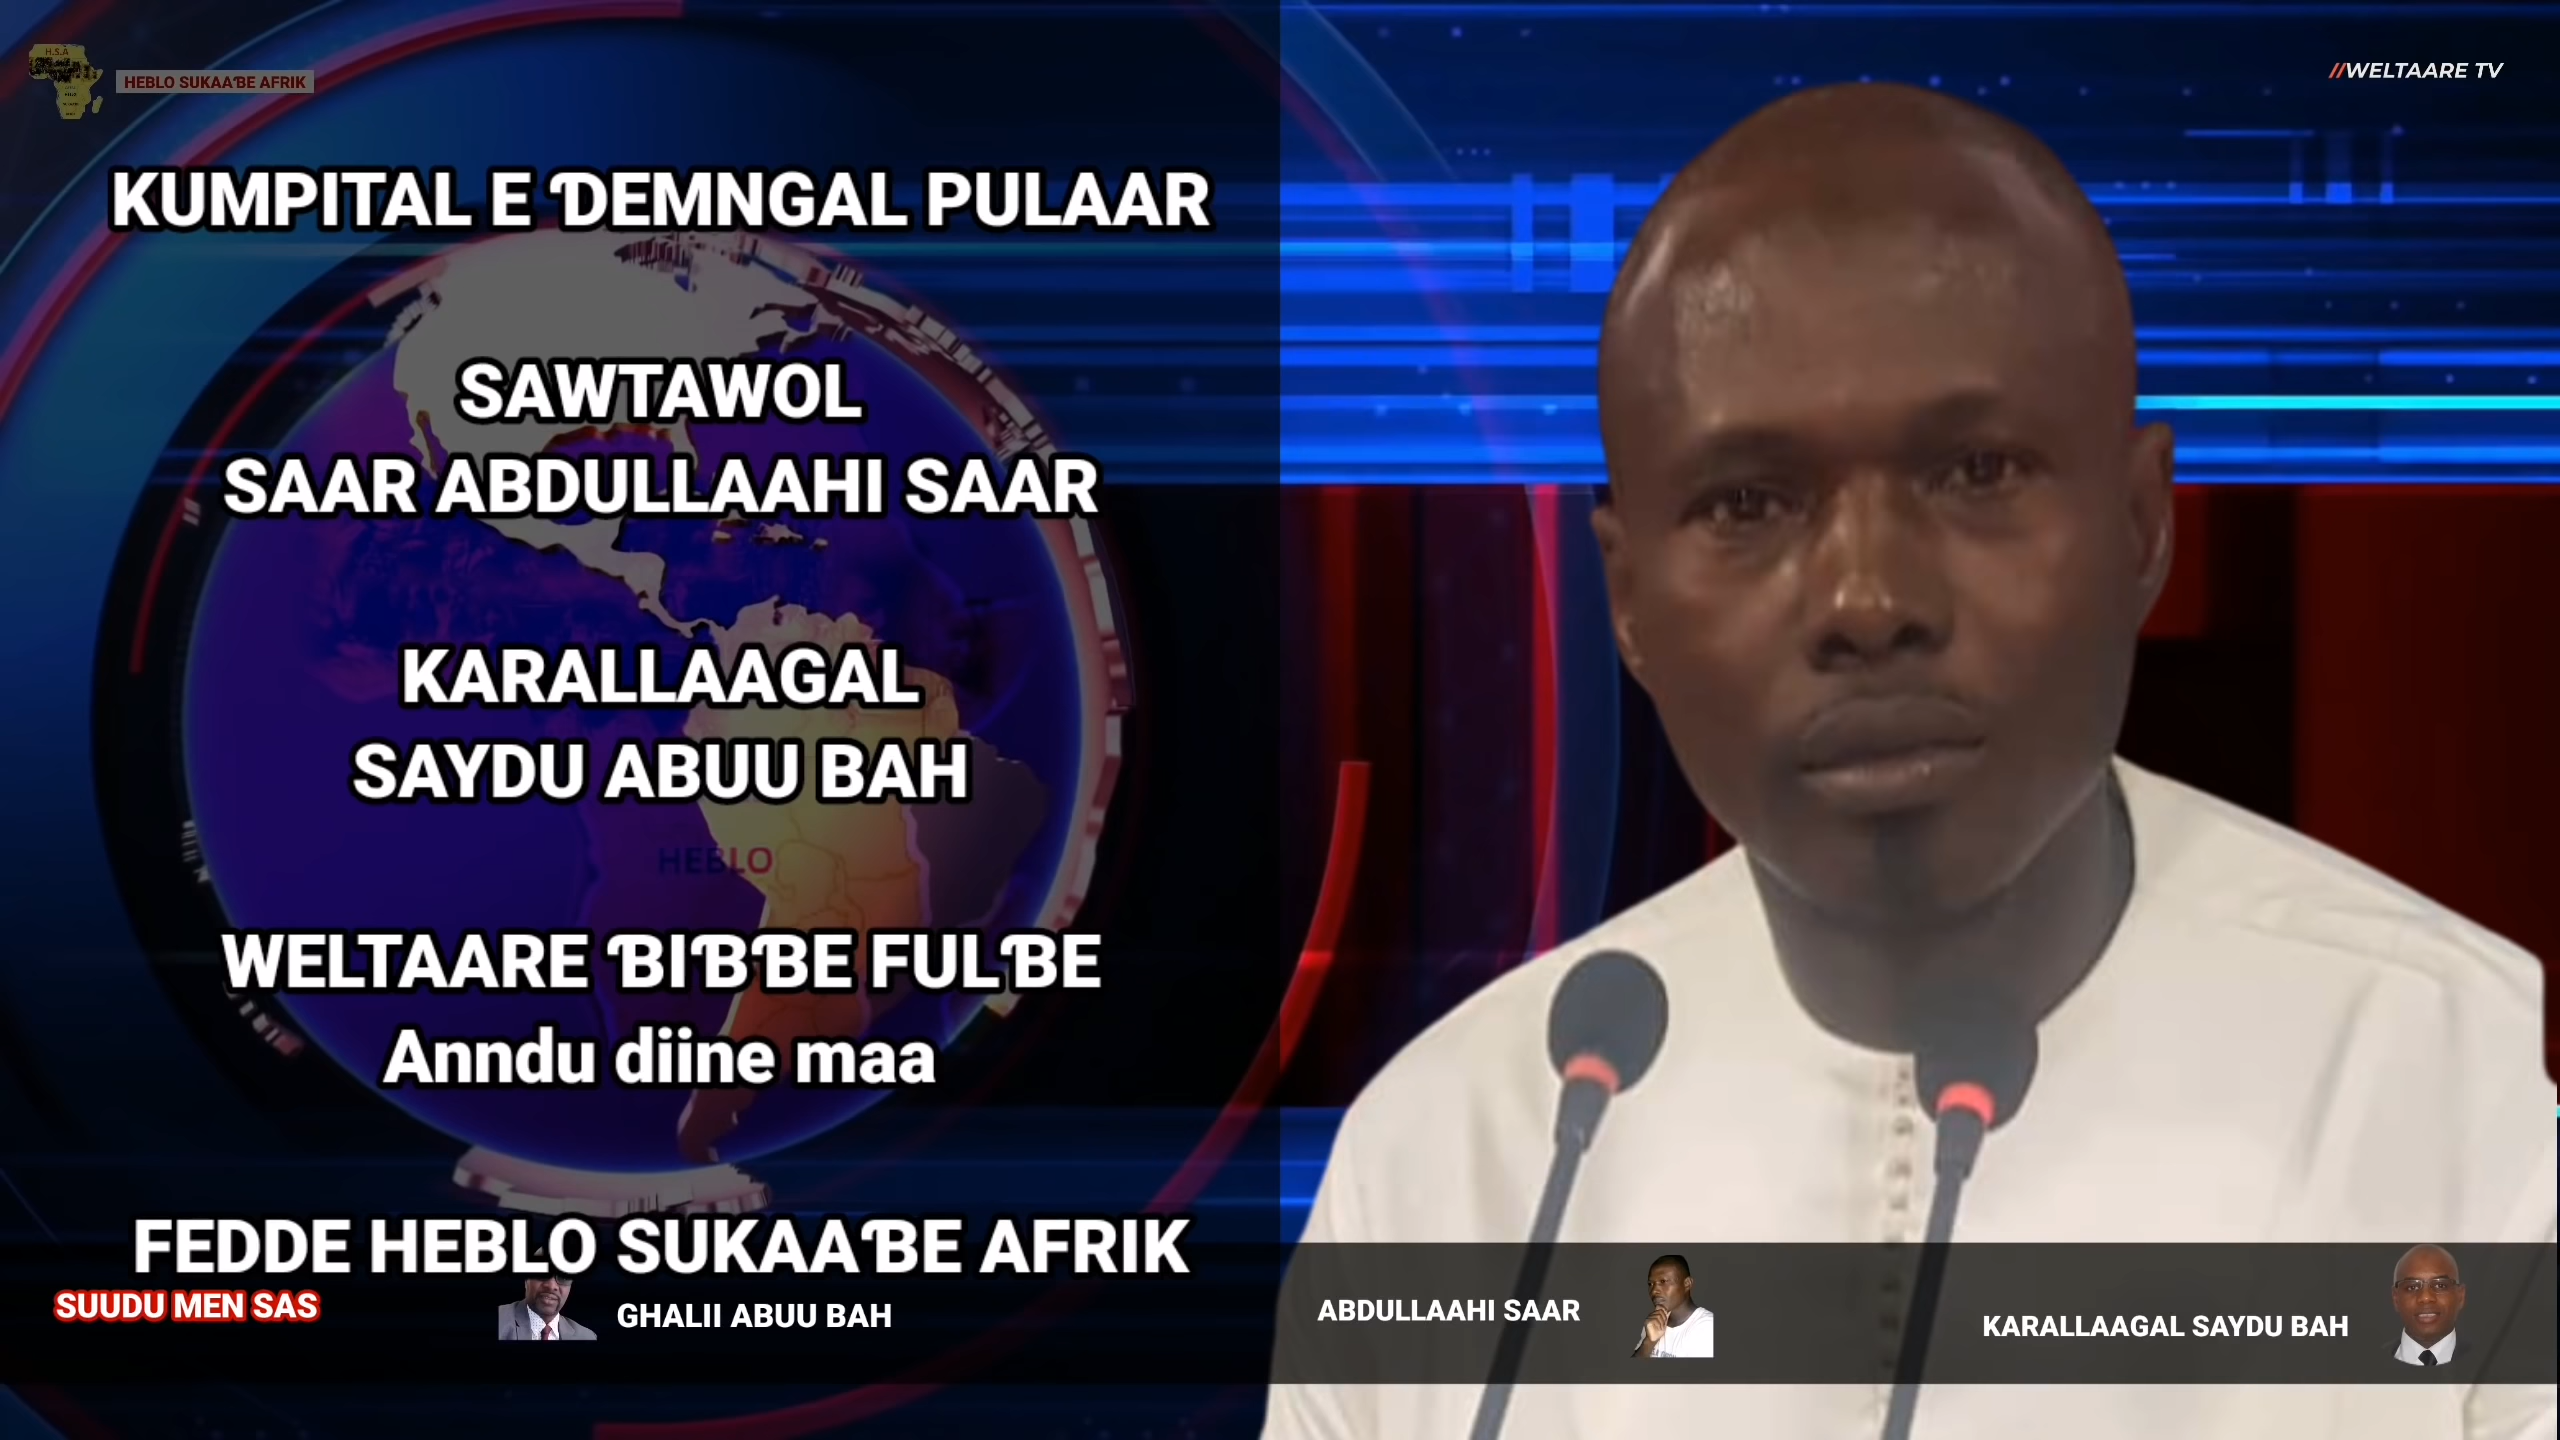 H.S.A
HEBLO SUKAAƁE AFRIK
//WELTAARE TV
KUMPITAL E ƊEMNGAL PULAAR
SAWTAWOL
SAAR ABDULLAAHI SAAR
KARALLAAGAL
SAYDU ABUU BAH
HEBLO
WELTAARE ƁIƁƁE FULƁE
Anndu diine maa
FEDDE HEBLO SUKAAƁE AFRIK
SUUDU MEN SAS
GHALII ABUU BAH
ABDULLAAHI SAAR
KARALLAAGAL SAYDU BAH